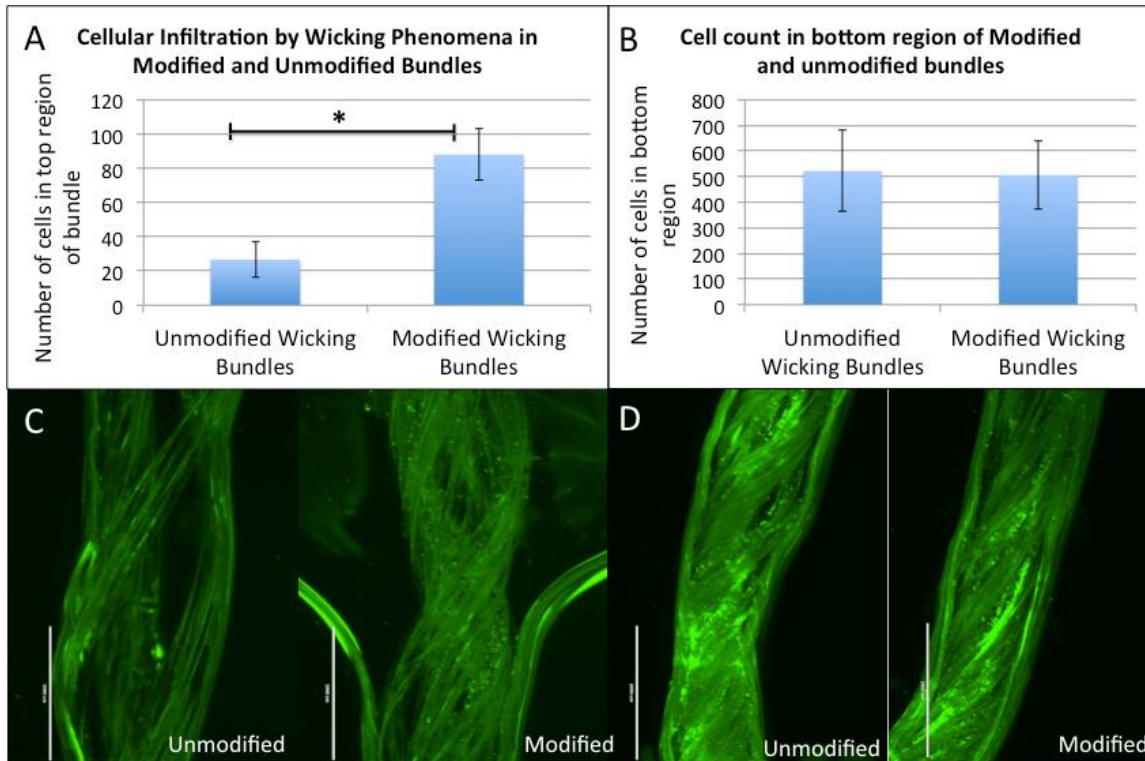 A
Cellular Infiltration by Wicking Phenomena in
Modified and Unmodified Bundles
Number of cells in top region
of bundle
120
100
80
60
40
20
0
*
Unmodified Wicking
Bundles
Modified Wicking
Bundles
B
Cell count in bottom region of Modified
and unmodified bundles
Number of cells in bottom
region
800
700
600
500
400
300
200
100
0
Unmodified
Wicking Bundles
Modified Wicking
Bundles
C
Unmodified
Modified
D
Unmodified
Modified